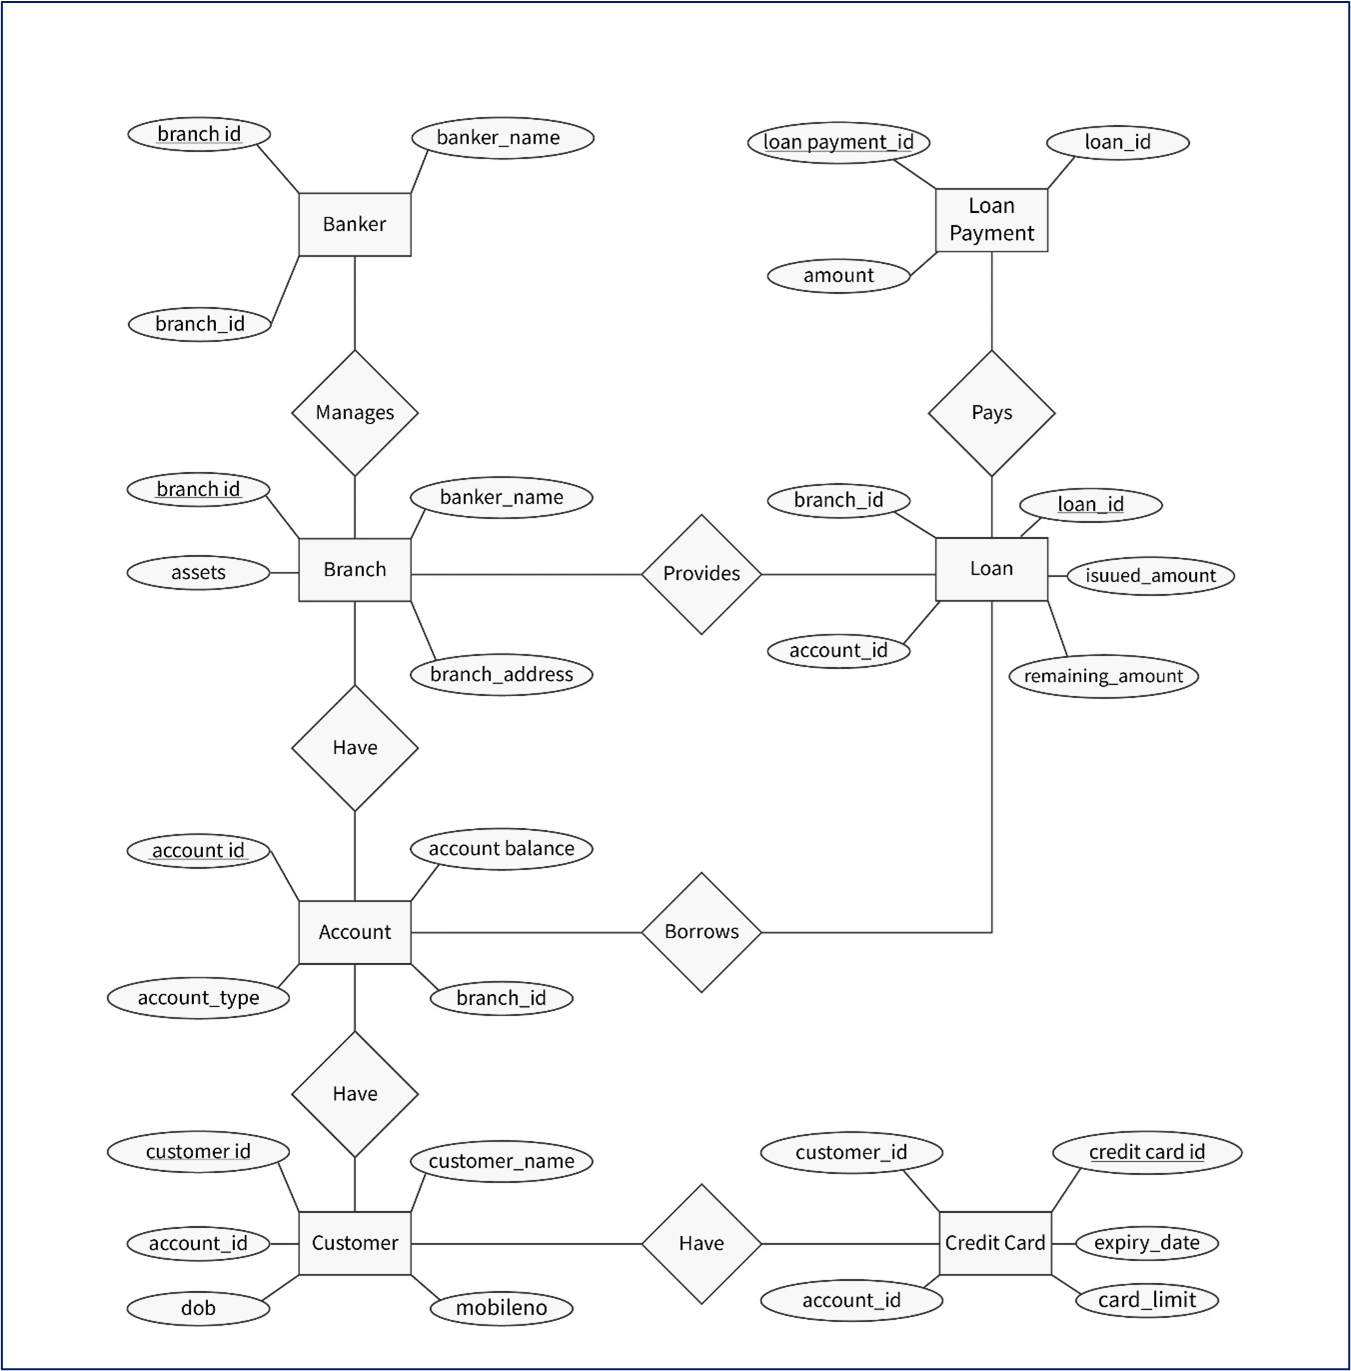 branch id
banker_name
Banker
branch_id
Manages
loan payment_id
loan_id
Loan
Payment
amount
Pays
branch id
banker_name
assets
Branch
branch_address
Provides
branch_id
loan_id
Loan
isuued_amount
account_id
remaining_amount
Have
account id
account balance
Account
account_type
branch_id
Borrows
Have
customer id
customer_name
account_id
Customer
dob
mobileno
Have
customer_id
credit card id
Credit Card
expiry_date
account_id
card_limit